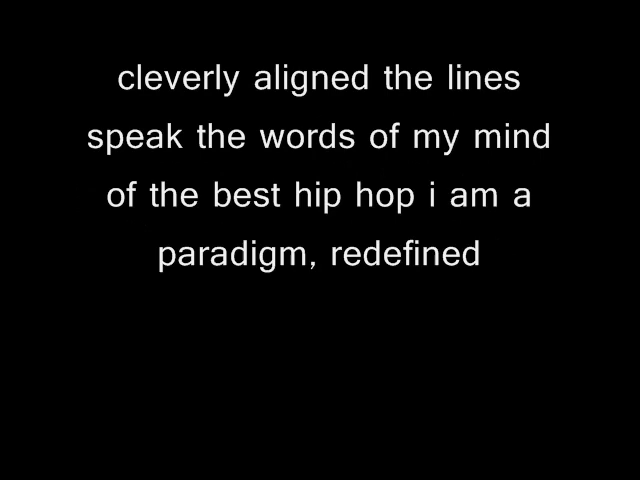 cleverly aligned the lines
speak the words of my mind
of the best hip hop i am a
paradigm, redefined